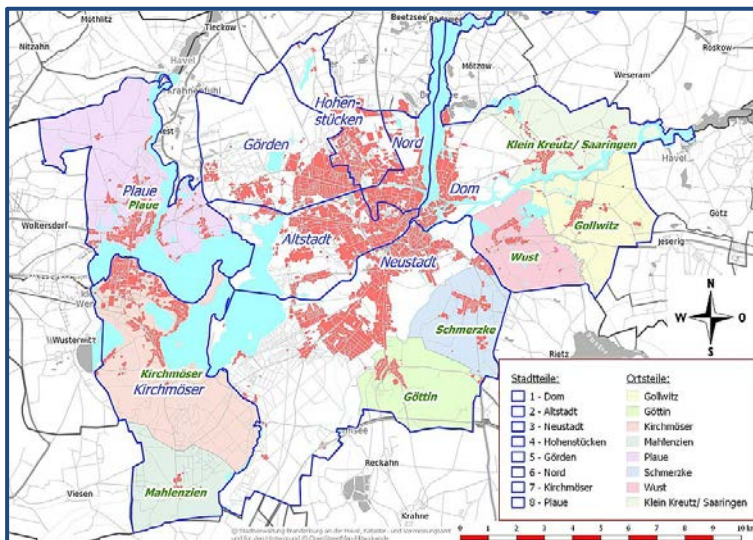 Möthlitz
Tieckow
Beetzsee
Nitzahn
Havel
Roskow
Mötzow
Weseram
Hohen-
stücken
Görden
Nord
Klein Kreutz/ Saaringen
Havel
Plaue
Plaue
Dom
Gollwitz
Götz
Woltersdorf
Altstadt
Jeserig
Neustadt
Wust
N
W O
S
Schmerzke
Wusterwitz
Rietz
Kirchmöser
Kirchmöser
Göttin
Stadtteile: Ortsteile:
1 - Dom Gollwitz
2 - Altstadt Göttin
3 - Neustadt Kirchmöser
4 - Hohenstücken Mahlenzien
5 - Görden Plaue
6 - Nord Schmerzke
7 - Kirchmöser Wust
8 - Plaue Klein Kreutz/ Saaringen
Reckahn
Viesen
Mahlenzien
Krahne
0 1 2 3 4 5 6 7 8 9 10